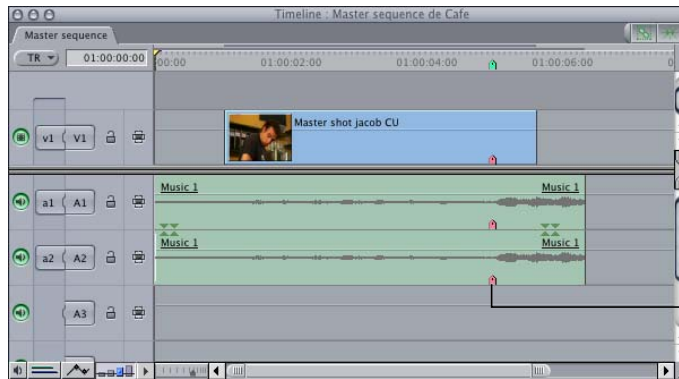 Timeline : Master sequence de Cafe
Master sequence
TR 01:00:00:00 00:00 01:00:02:00 01:00:04:00 01:00:06:00 0
v1 V1 Master shot jacob CU
a1 A1 Music 1 Music 1
a2 A2 Music 1 Music 1
A3